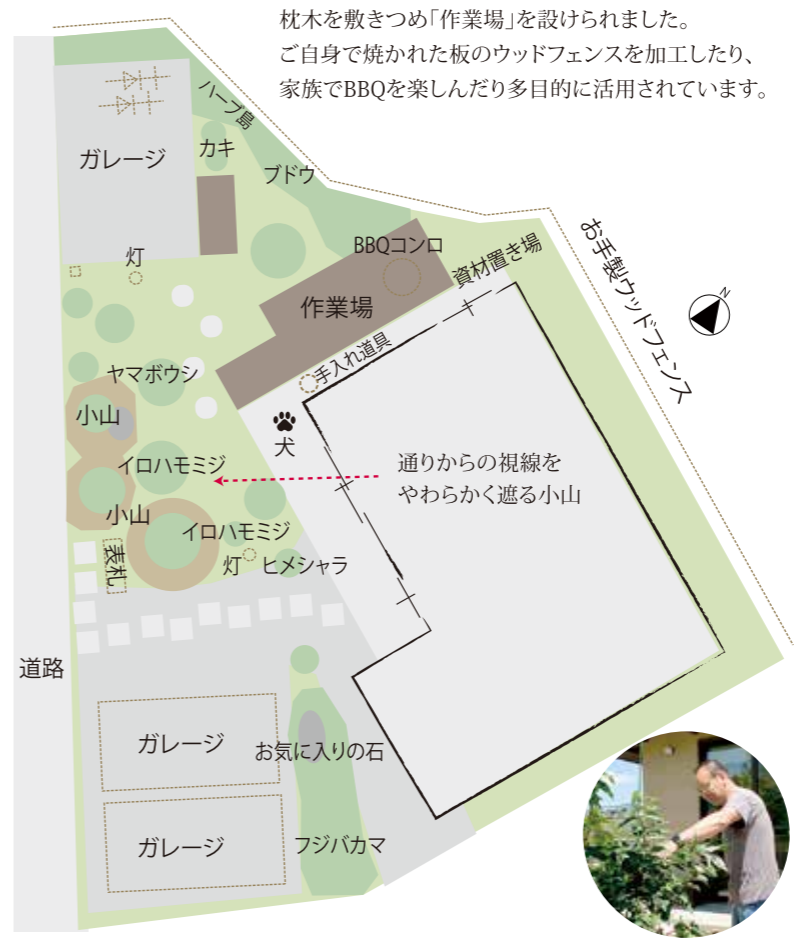 枕木を敷きつめ「作業場」を設けられました。
ご自身で焼かれた板のウッドフェンスを加工したり、
家族でBBQを楽しんだり多目的に活用されています。
ハーブ島
ガレージ
カキ
ブドウ
灯
BBQコンロ
資材置き場
お手製ウッドフェンス
N
作業場
手入れ道具
ヤマボウシ
小山
犬
イロハモミジ
通りからの視線を
やわらかく遮る小山
小山
イロハモミジ
表札
灯
ヒメシャラ
道路
ガレージ
お気に入りの石
ガレージ
フジバカマ